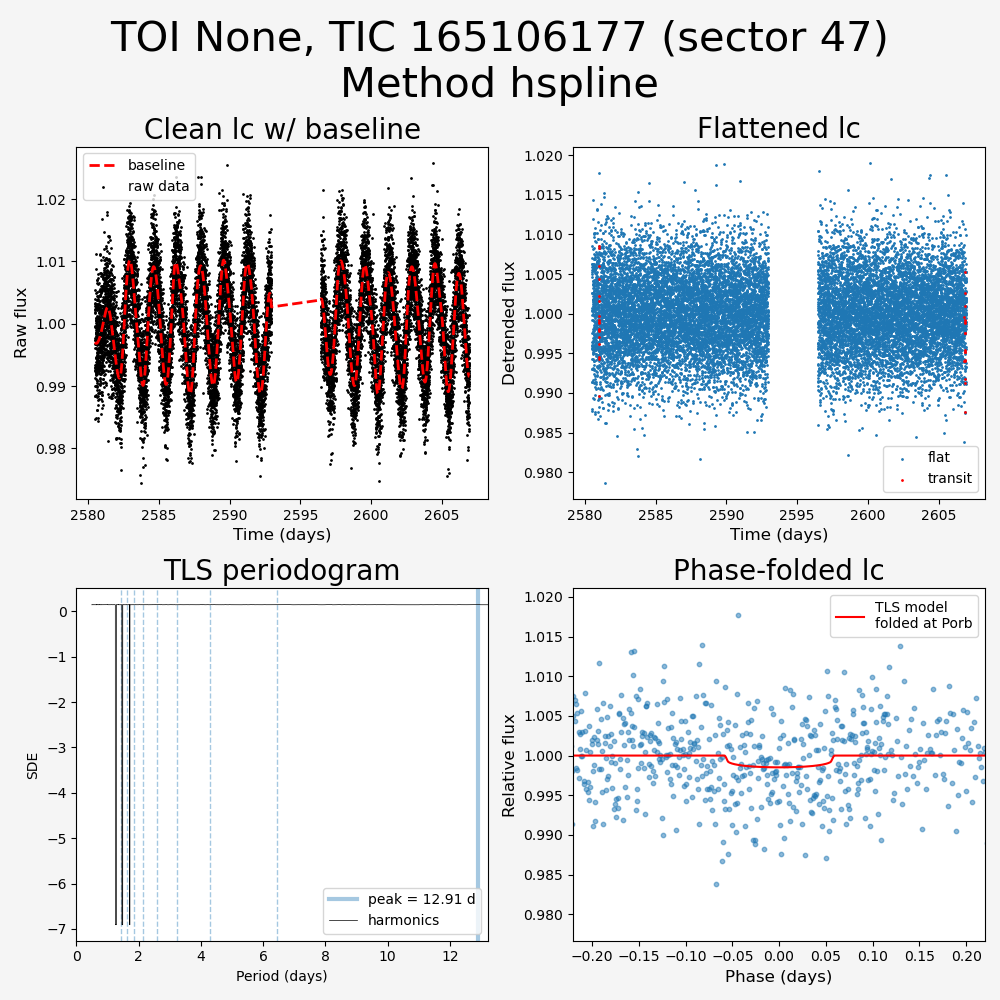 TOI None, TIC 165106177 (sector 47)
Method hspline
Clean lc w/ baseline
baseline
raw data
Raw flux
1.02
1.01
1.00
0.99
0.98
2580 2585 2590 2595 2600 2605
Time (days)
Flattened lc
Detrended flux
1.020
1.015
1.010
1.005
1.000
0.995
0.990
0.985
0.980
flat
transit
2580 2585 2590 2595 2600 2605
Time (days)
TLS periodogram
SDE
0
−1
−2
−3
−4
−5
−6
−7
peak = 12.91 d
harmonics
0 2 4 6 8 10 12
Period (days)
Phase-folded lc
Relative flux
1.020
1.015
1.010
1.005
1.000
0.995
0.990
0.985
0.980
TLS model
folded at Porb
−0.20 −0.15 −0.10 −0.05 0.00 0.05 0.10 0.15 0.20
Phase (days)